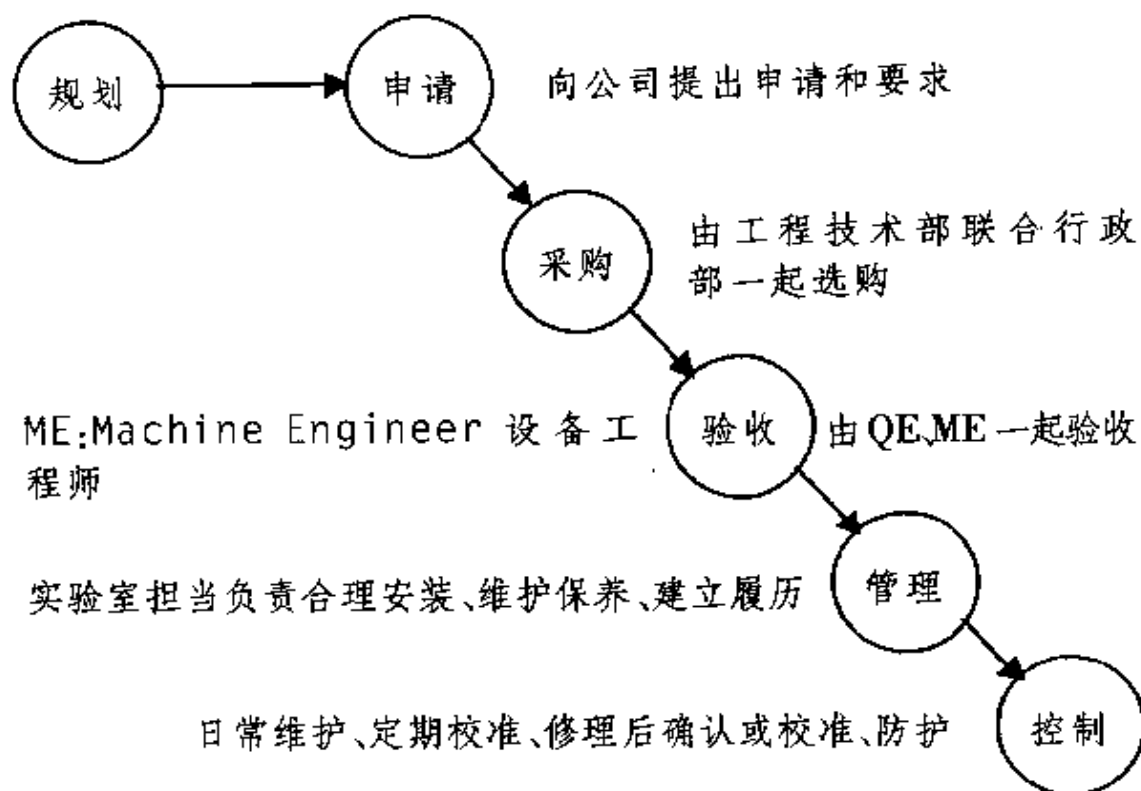 规划
申请
向公司提出申请和要求
采购
由工程技术部联合行政
部一起选购
ME:Machine Engineer 设备工
程师
验收
由QE、ME一起验收
实验室担当负责合理安装、维护保养、建立履历
管理
日常维护、定期校准、修理后确认或校准、防护
控制